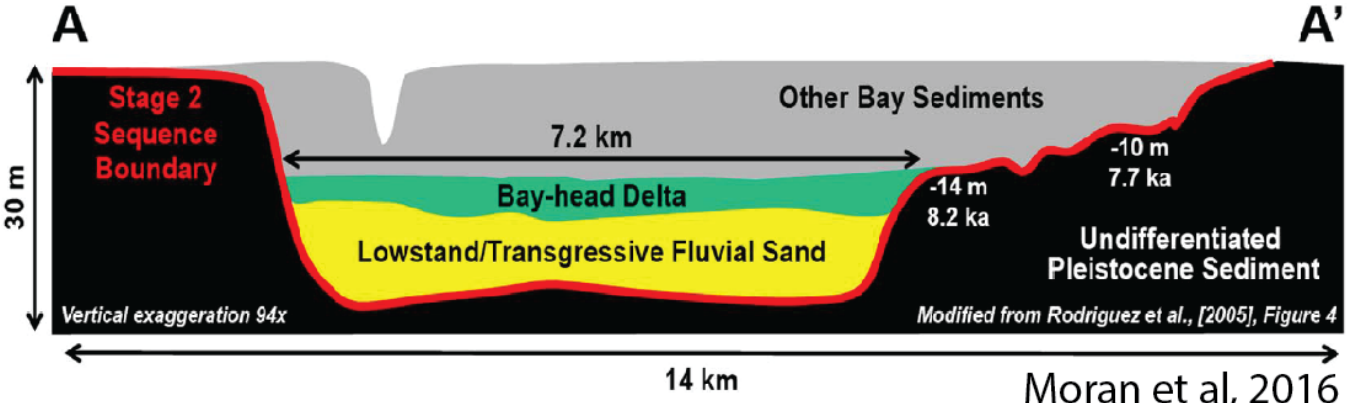 A
A'
Stage 2
Sequence
Boundary
Other Bay Sediments
7.2 km
-10 m
7.7 ka
-14 m
8.2 ka
Bay-head Delta
30 m
Lowstand/Transgressive Fluvial Sand
Undifferentiated
Pleistocene Sediment
Vertical exaggeration 94x
Modified from Rodriguez et al., [2005], Figure 4
14 km
Moran et al, 2016